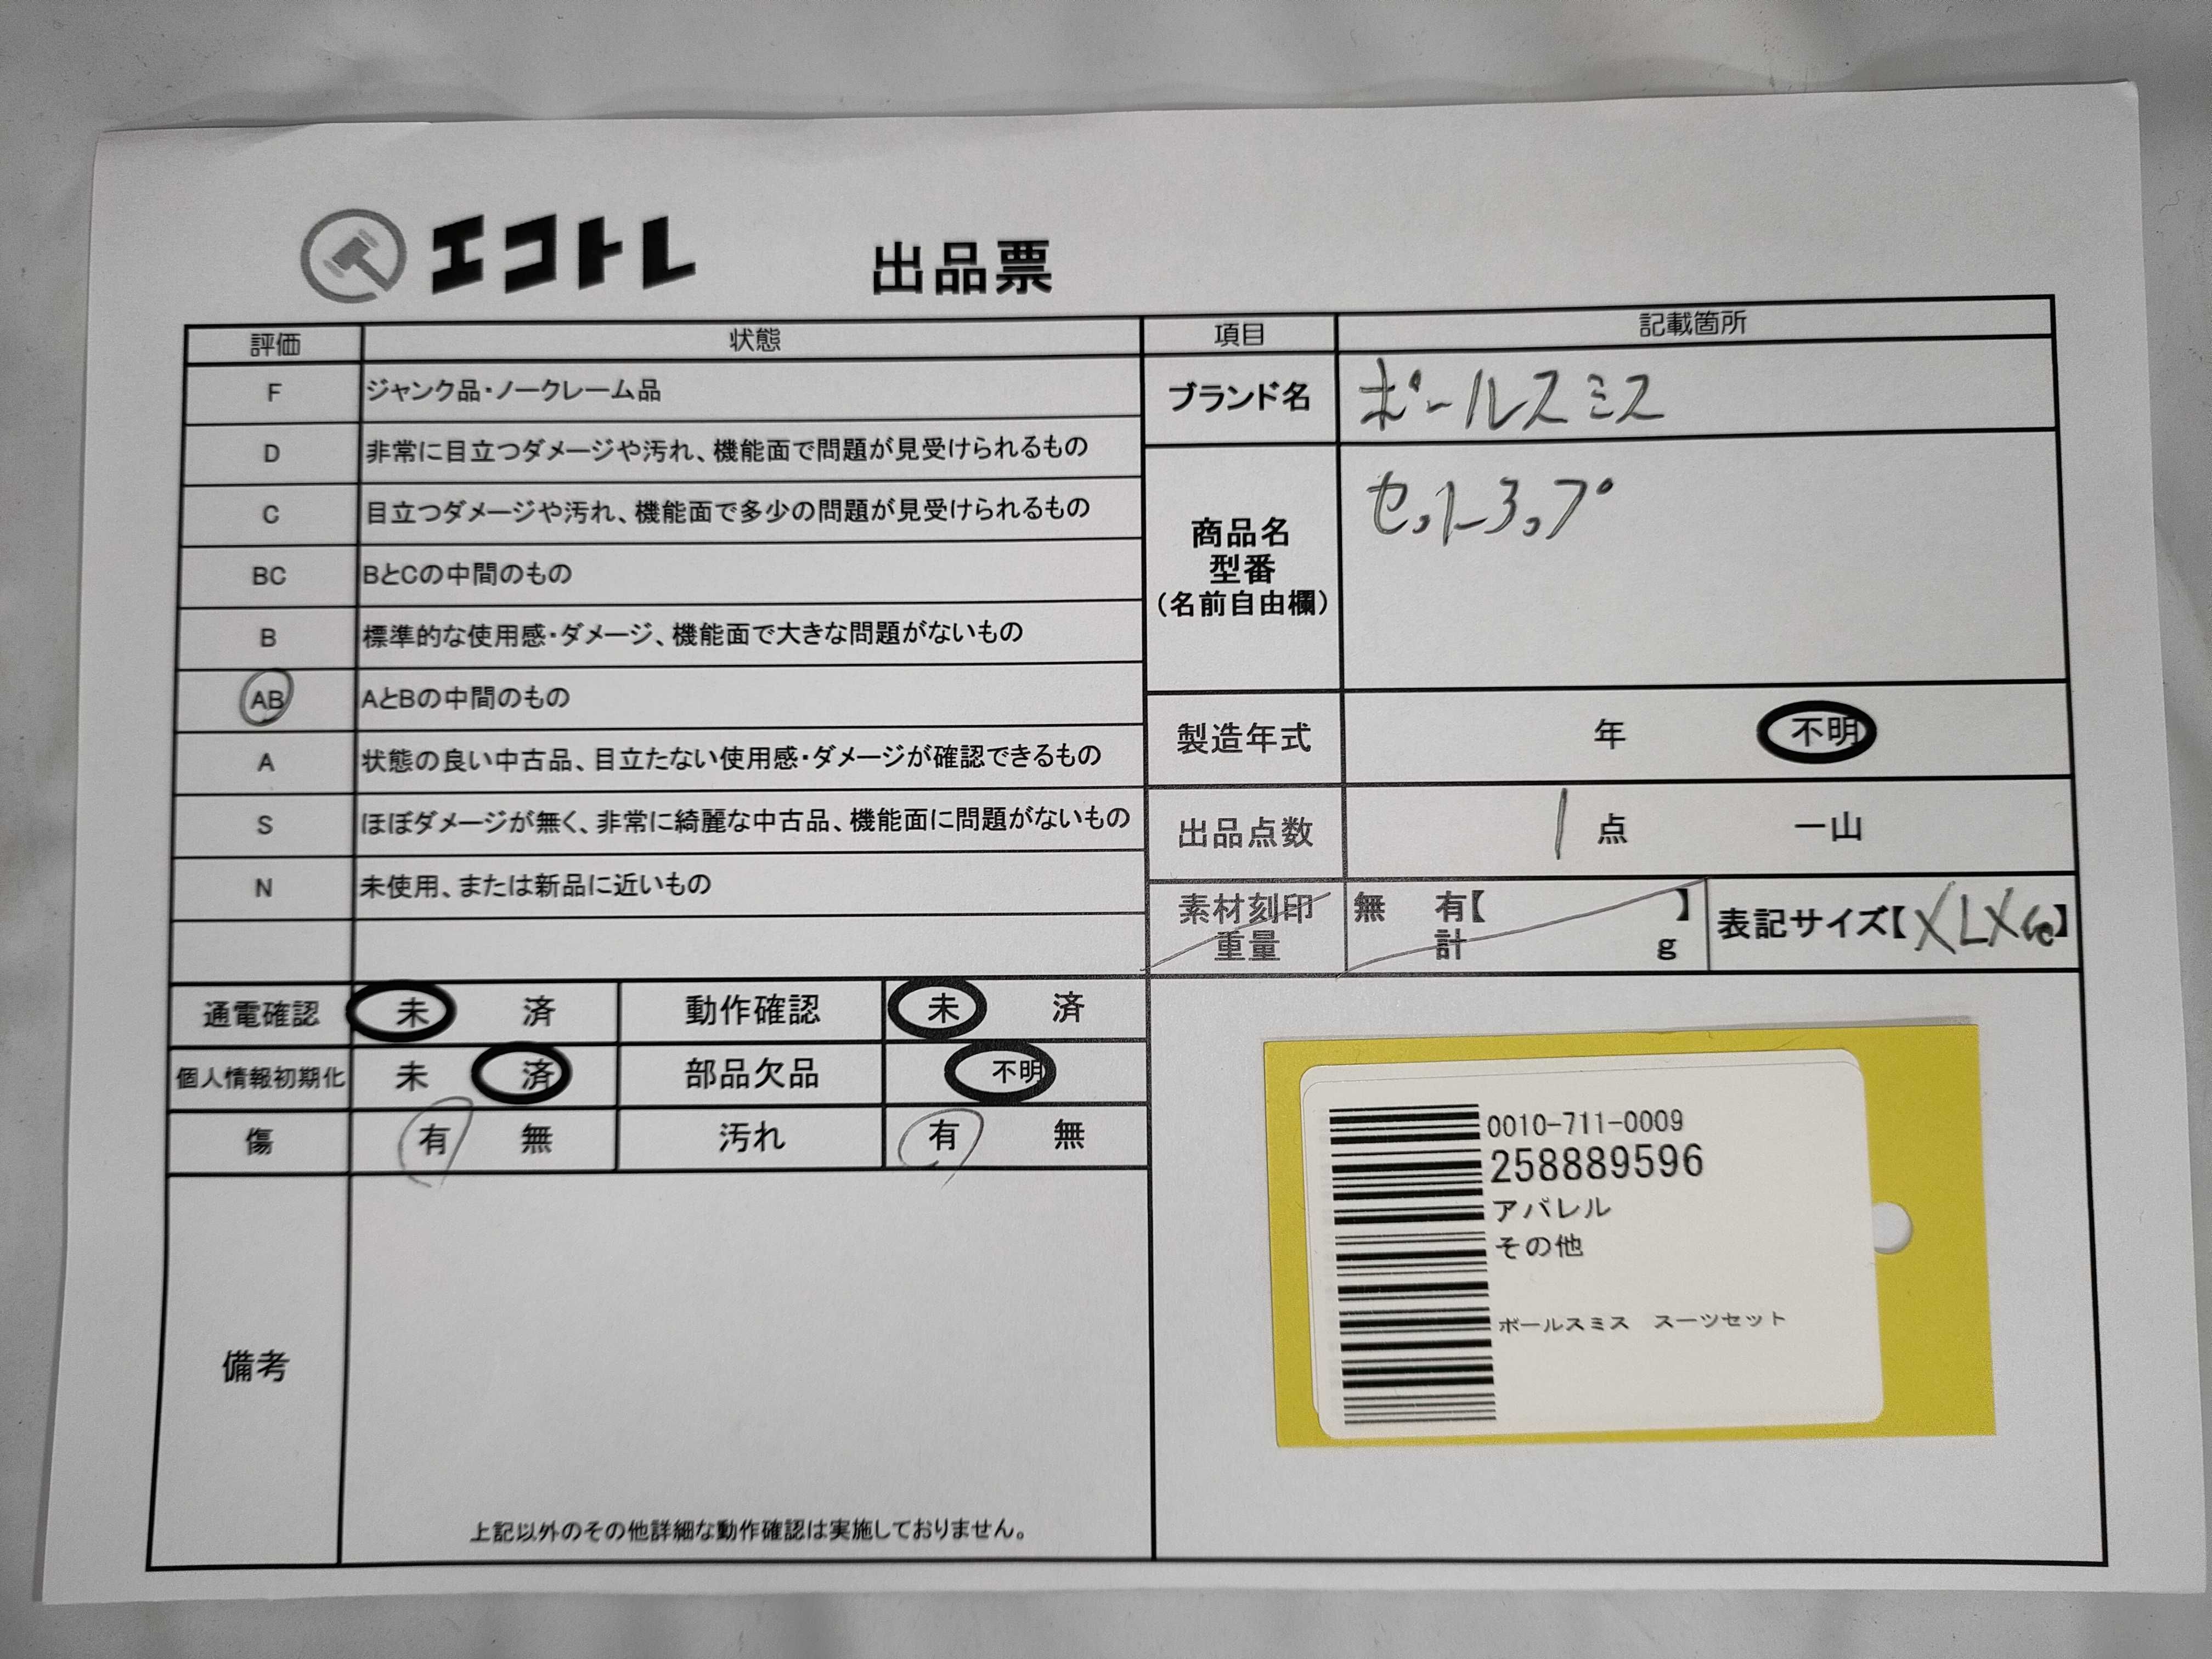 エコトレ 出品票
評価 状態 項目 記載箇所
F ジャンク品・ノークレーム品
D 非常に目立つダメージや汚れ、機能面で問題が見受けられるもの
C 目立つダメージや汚れ、機能面で多少の問題が見受けられるもの
BC BとCの中間のもの
B 標準的な使用感・ダメージ、機能面で大きな問題がないもの
AB AとBの中間のもの
A 状態の良い中古品、目立たない使用感・ダメージが確認できるもの
S ほぼダメージが無く、非常に綺麗な中古品、機能面に問題がないもの
N 未使用、または新品に近いもの
ブランド名 ポールスミス
商品名
型番
(名前自由欄)
セットアップ
製造年式 年 不明
出品点数 1 点 一山
素材刻印 無 有【 】
重量 計 g
表記サイズ【XLX 】
通電確認 未 済 動作確認 未 済
個人情報初期化 未 済 部品欠品 不明
傷 有 無 汚れ 有 無
備考
上記以外のその他詳細な動作確認は実施しておりません。
0010-711-0009
258889596
アパレル
その他
ポールスミス スーツセット